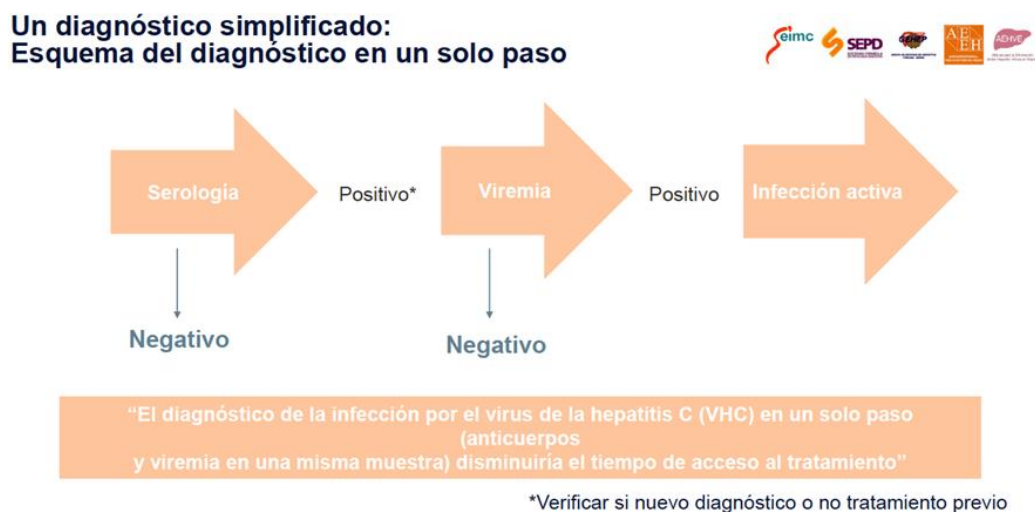 Un diagnóstico simplificado:
Esquema del diagnóstico en un solo paso
seimc
SEPD
GEHEP
AEEH
AEHVE
Serología
Positivo*
Viremia
Positivo
Infección activa
Negativo
Negativo
“El diagnóstico de la infección por el virus de la hepatitis C (VHC) en un solo paso
(anticuerpos
y viremia en una misma muestra) disminuiría el tiempo de acceso al tratamiento”
*Verificar si nuevo diagnóstico o no tratamiento previo